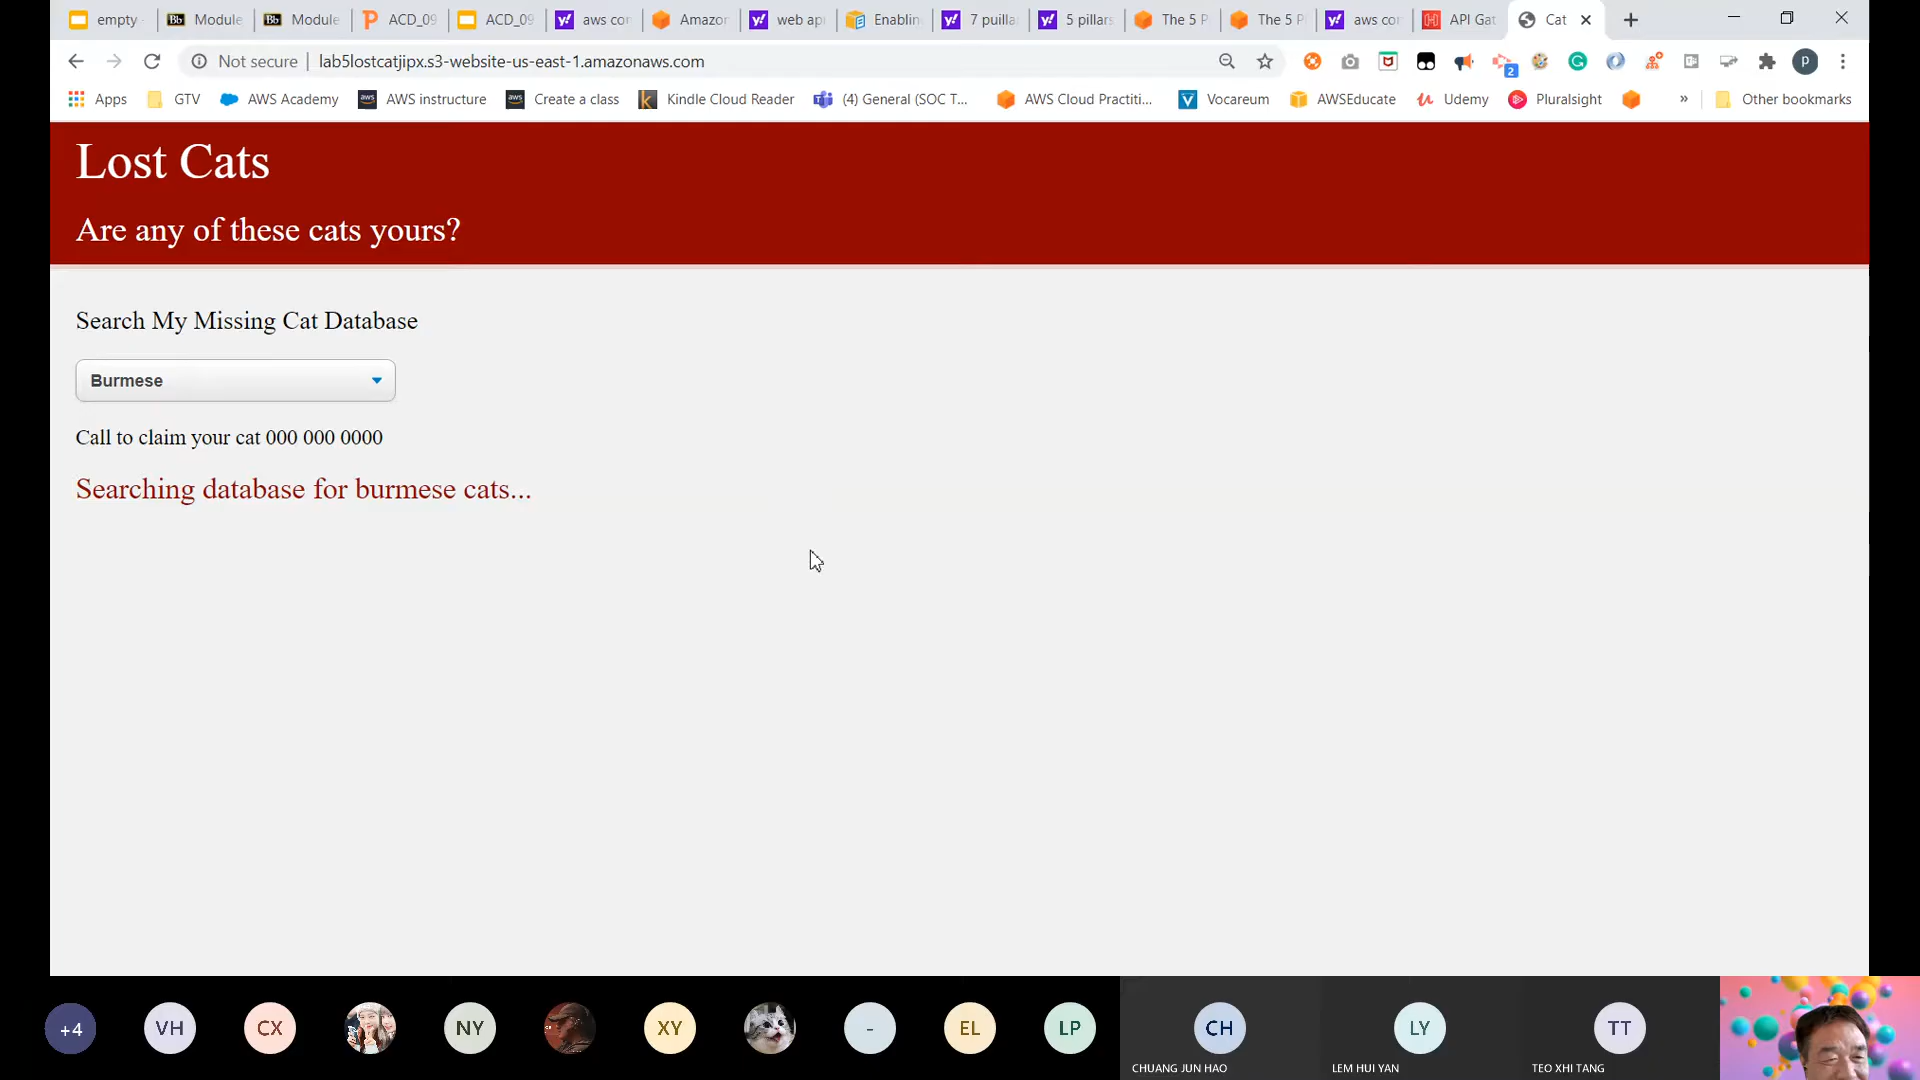 empty
Module
Module
ACD_09
ACD_09
aws co
Amazo
web ap
Enablin
7 puilla
5 pillars
The 5 P
The 5 P
aws co
API Gat
Cat
Not secure
lab5lostcatjipx.s3-website-us-east-1.amazonaws.com
2
P
Apps
GTV
AWS Academy
AWS instructure
Create a class
Kindle Cloud Reader
(4) General (SOC T...
AWS Cloud Practiti...
Vocareum
AWSEducate
Udemy
Pluralsight
»
Other bookmarks
Lost Cats
Are any of these cats yours?
Search My Missing Cat Database
Burmese
Call to claim your cat 000 000 0000
Searching database for burmese cats...
+4
VH
CX
NY
XY
-
EL
LP
CH
CHUANG JUN HAO
LY
LEM HUI YAN
TT
TEO XHI TANG